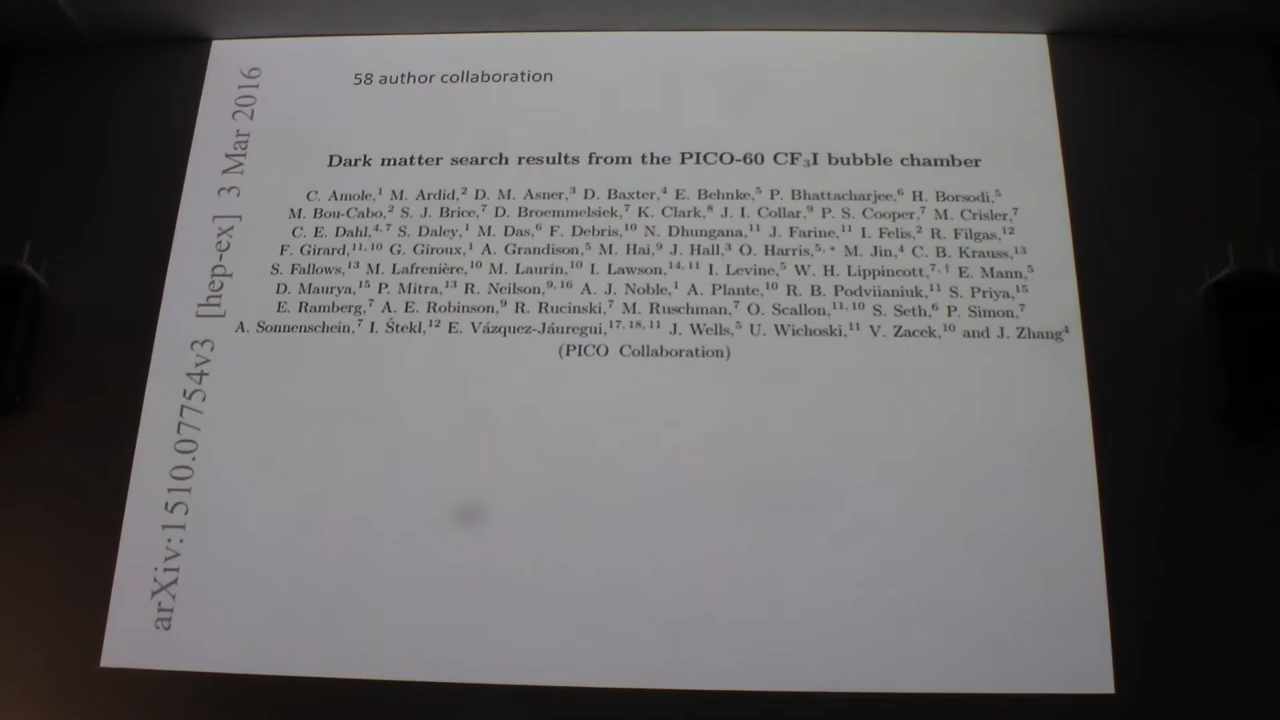 58 author collaboration
arXiv:1510.07754v3 [hep-ex] 3 Mar 2016
Dark matter search results from the PICO-60 CF₃I bubble chamber
C. Amole,¹ M. Ardid,² D. M. Asner,³ D. Baxter,⁴ E. Behnke,⁵ P. Bhattacharjee,⁶ H. Borsodi,⁵
M. Bou-Cabo,² S. J. Brice,⁷ D. Broemmelsiek,⁷ K. Clark,⁸ J. I. Collar,⁹ P. S. Cooper,⁷ M. Crisler,⁷
C. E. Dahl,⁴,⁷ S. Daley,¹ M. Das,⁶ F. Debris,¹⁰ N. Dhungana,¹¹ J. Farine,¹¹ I. Felis,² R. Filgas,¹²
F. Girard,¹¹,¹⁰ G. Giroux,¹ A. Grandison,⁵ M. Hai,⁹ J. Hall,³ O. Harris,⁵,* M. Jin,⁴ C. B. Krauss,¹³
S. Fallows,¹³ M. Lafrenière,¹⁰ M. Laurin,¹⁰ I. Lawson,¹⁴,¹¹ I. Levine,⁵ W. H. Lippincott,⁷,† E. Mann,⁵
D. Maurya,¹⁵ P. Mitra,¹³ R. Neilson,⁹,¹⁶ A. J. Noble,¹ A. Plante,¹⁰ R. B. Podviianiuk,¹¹ S. Priya,¹⁵
E. Ramberg,⁷ A. E. Robinson,⁹ R. Rucinski,⁷ M. Ruschman,⁷ O. Scallon,¹¹,¹⁰ S. Seth,⁶ P. Simon,⁷
A. Sonnenschein,⁷ I. Štekl,¹² E. Vázquez-Jáuregui,¹⁷,¹⁸,¹¹ J. Wells,⁵ U. Wichoski,¹¹ V. Zacek,¹⁰ and J. Zhang⁴
(PICO Collaboration)